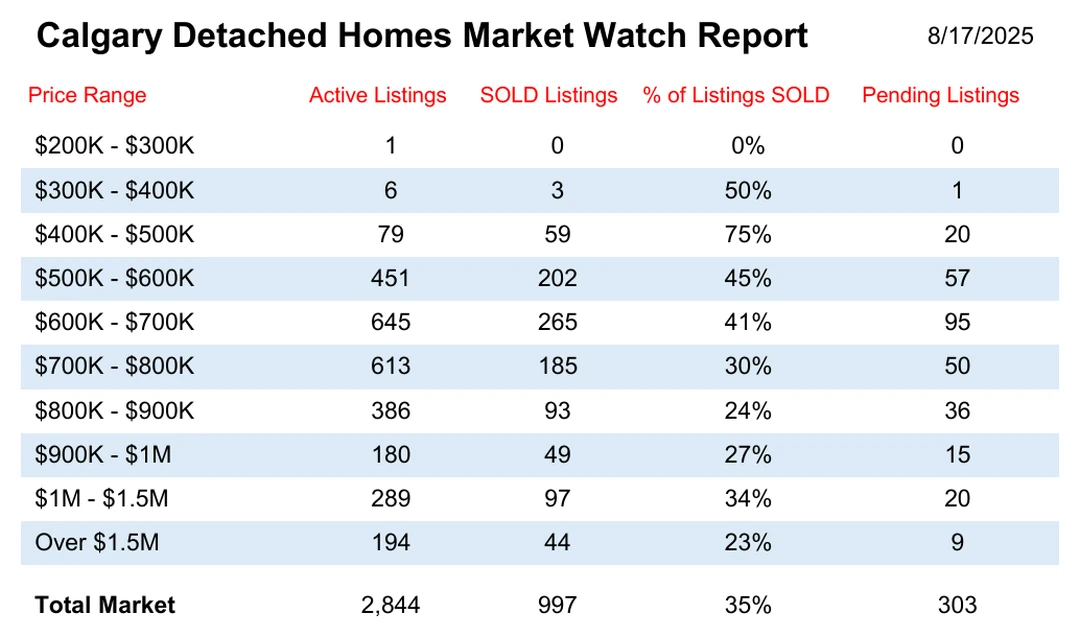 Calgary Detached Homes Market Watch Report 8/17/2025
Price Range Active Listings SOLD Listings % of Listings SOLD Pending Listings
$200K - $300K 1 0 0% 0
$300K - $400K 6 3 50% 1
$400K - $500K 79 59 75% 20
$500K - $600K 451 202 45% 57
$600K - $700K 645 265 41% 95
$700K - $800K 613 185 30% 50
$800K - $900K 386 93 24% 36
$900K - $1M 180 49 27% 15
$1M - $1.5M 289 97 34% 20
Over $1.5M 194 44 23% 9
Total Market 2,844 997 35% 303